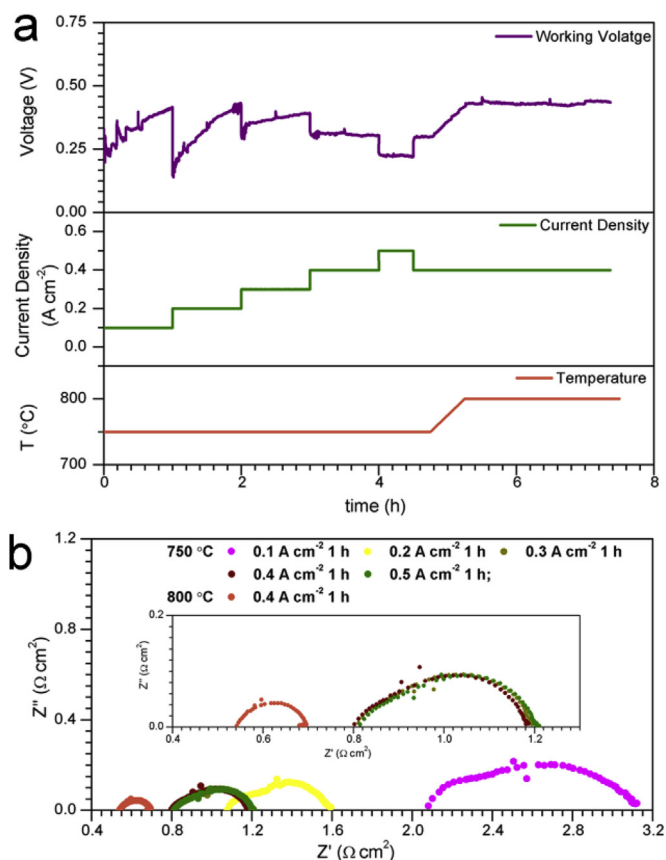 a
Working Volatge
Voltage (V)
0.75
0.50
0.25
0.00
Current Density
Current Density
(A cm-2)
0.6
0.4
0.2
0.0
Temperature
T (°C)
800
700
0 1 2 3 4 5 6 7 8
time (h)
b
750 °C 0.1 A cm-2 1 h 0.2 A cm-2 1 h 0.3 A cm-2 1 h
0.4 A cm-2 1 h 0.5 A cm-2 1 h;
800 °C 0.4 A cm-2 1 h
Z'' (Ω cm2)
1.2
0.8
0.4
0.0
Z'' (Ω cm2)
0.2
0.0
0.4 0.6 0.8 1.0 1.2
Z' (Ω cm2)
0.4 0.8 1.2 1.6 2.0 2.4 2.8 3.2
Z' (Ω cm2)